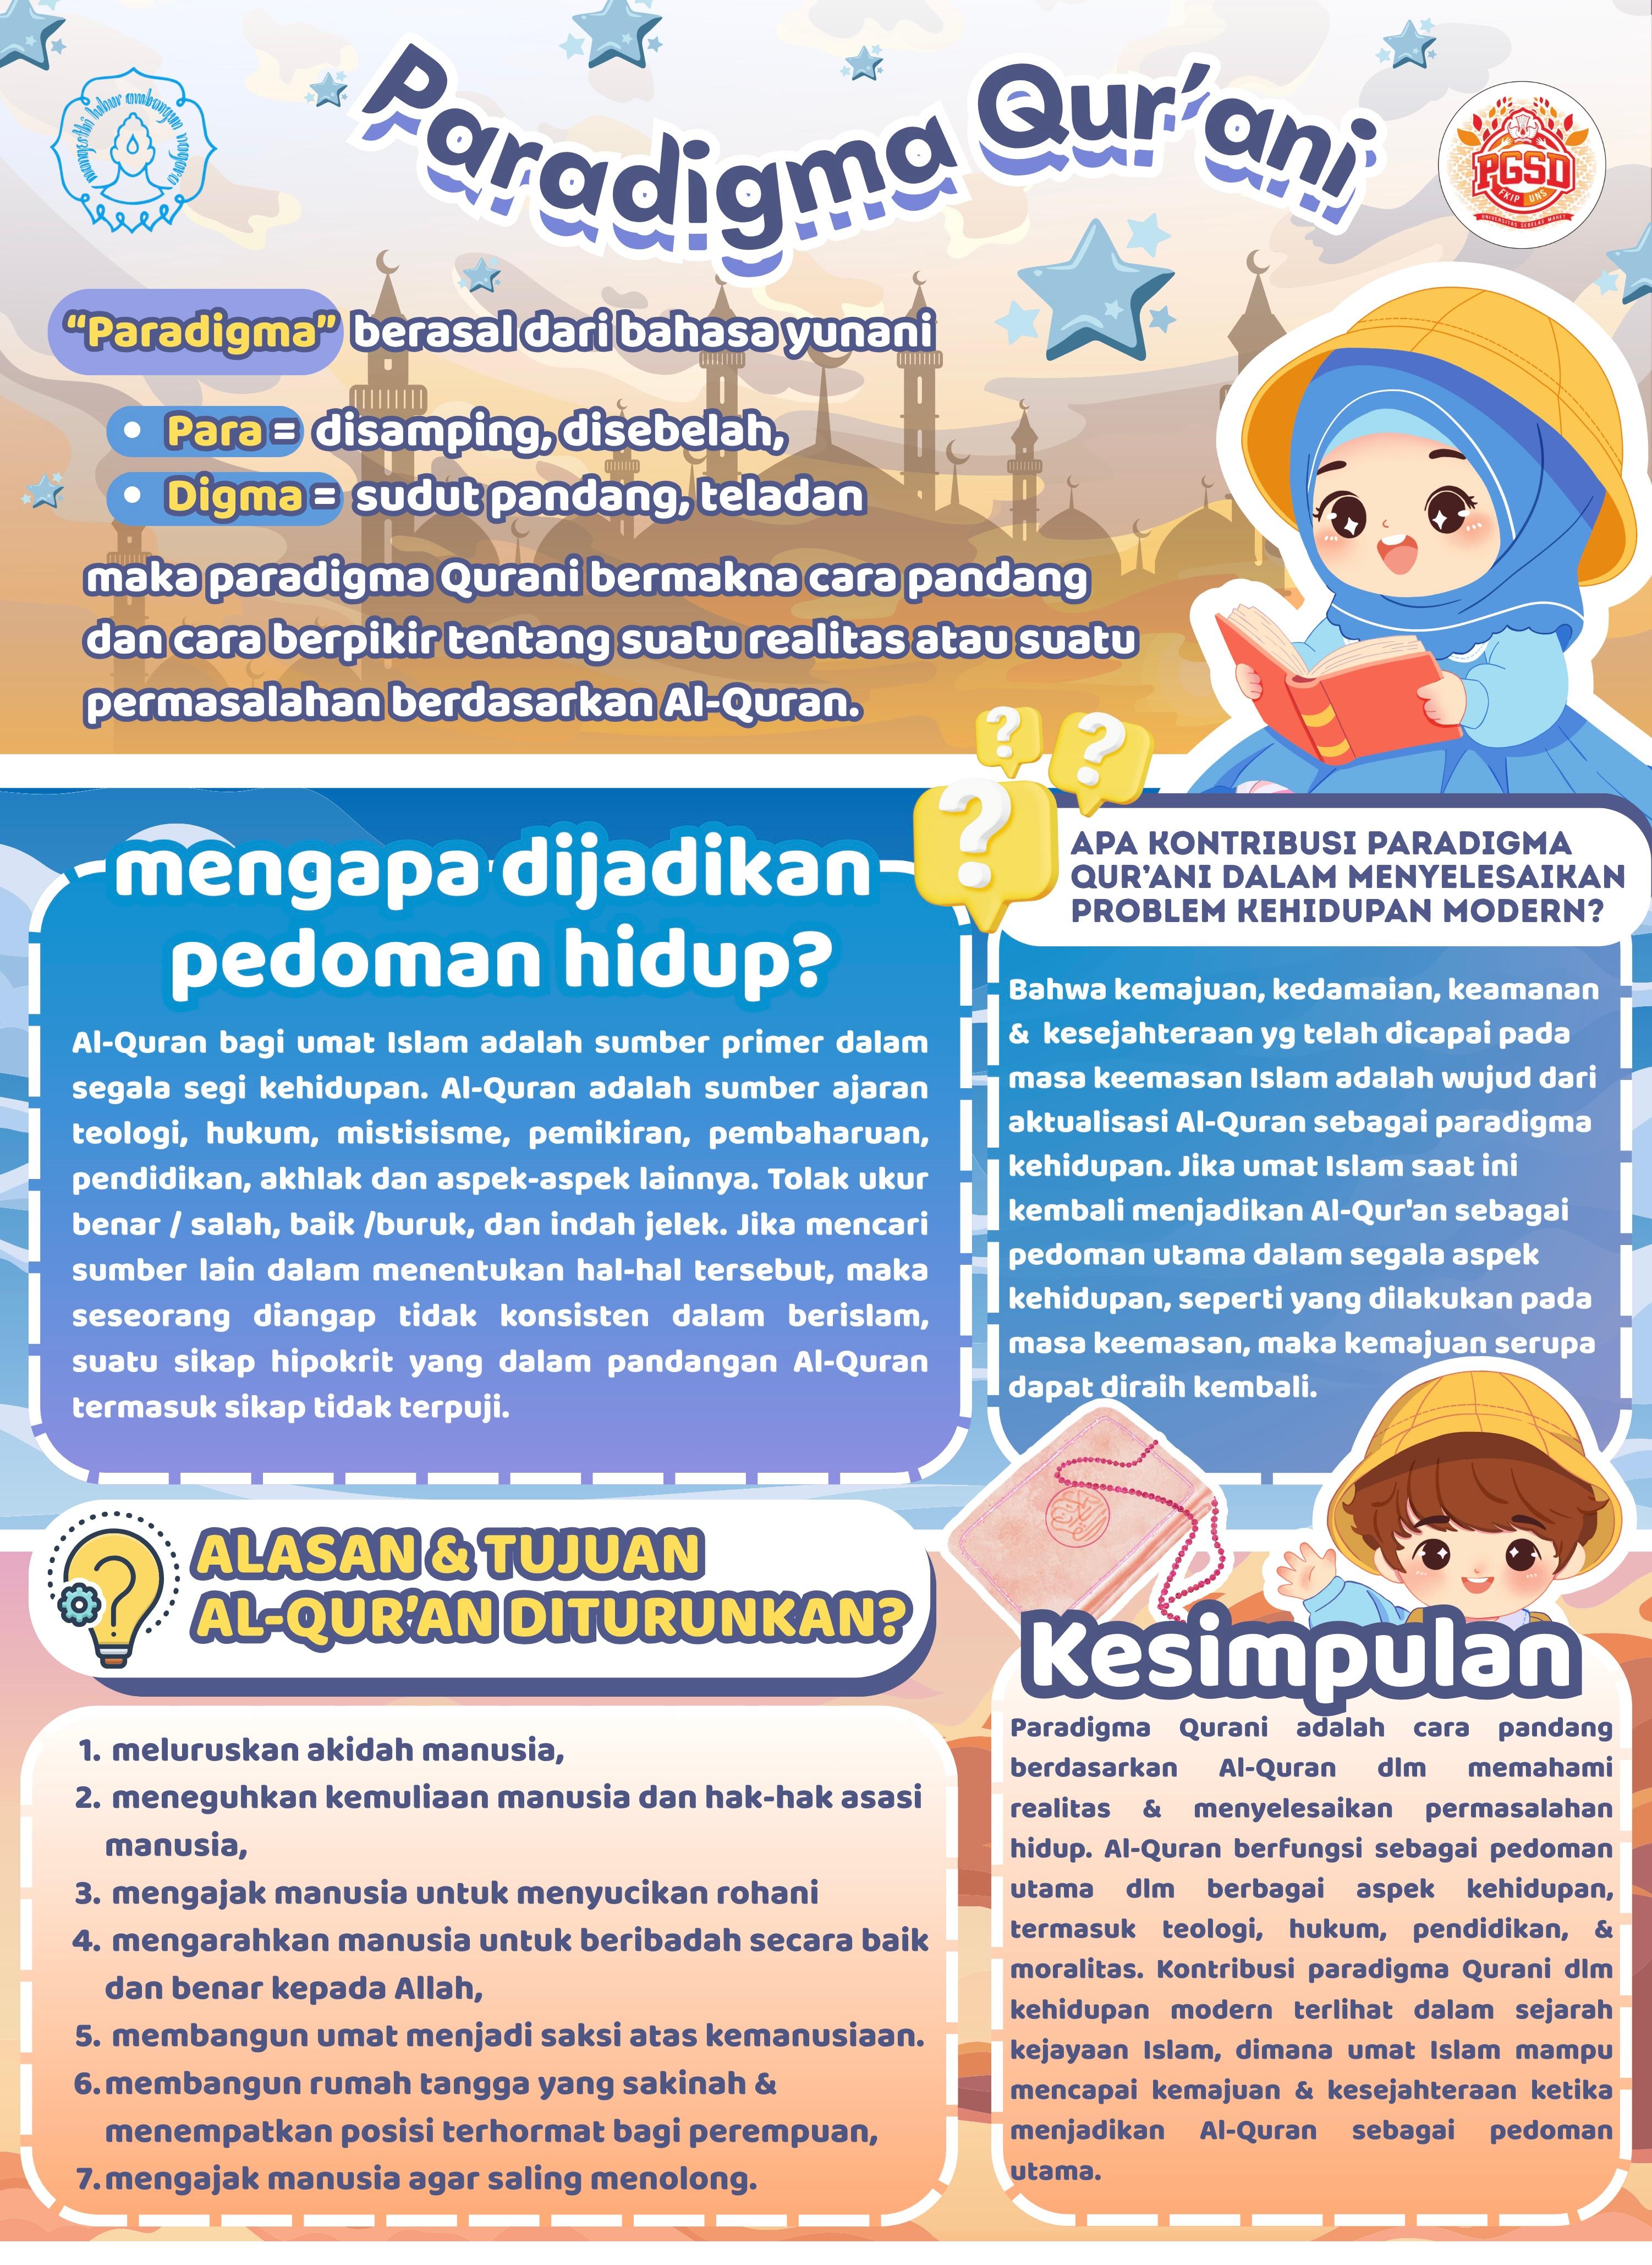 mangesthi luhur ambangun nagara
Paradigma Qur'ani
PGSD
FKIP UNS
UNIVERSITAS SEBELAS MARET
"Paradigma" berasal dari bahasa yunani
• Para = disamping, disebelah,
• Digma = sudut pandang, teladan
maka paradigma Qurani bermakna cara pandang
dan cara berpikir tentang suatu realitas atau suatu
permasalahan berdasarkan Al-Quran.
mengapa dijadikan
pedoman hidup?
Al-Quran bagi umat Islam adalah sumber primer dalam
segala segi kehidupan. Al-Quran adalah sumber ajaran
teologi, hukum, mistisisme, pemikiran, pembaharuan,
pendidikan, akhlak dan aspek-aspek lainnya. Tolak ukur
benar / salah, baik /buruk, dan indah jelek. Jika mencari
sumber lain dalam menentukan hal-hal tersebut, maka
seseorang diangap tidak konsisten dalam berislam,
suatu sikap hipokrit yang dalam pandangan Al-Quran
termasuk sikap tidak terpuji.
? ? ?
APA KONTRIBUSI PARADIGMA
QUR'ANI DALAM MENYELESAIKAN
PROBLEM KEHIDUPAN MODERN?
Bahwa kemajuan, kedamaian, keamanan
& kesejahteraan yg telah dicapai pada
masa keemasan Islam adalah wujud dari
aktualisasi Al-Quran sebagai paradigma
kehidupan. Jika umat Islam saat ini
kembali menjadikan Al-Qur'an sebagai
pedoman utama dalam segala aspek
kehidupan, seperti yang dilakukan pada
masa keemasan, maka kemajuan serupa
dapat diraih kembali.
?
ALASAN & TUJUAN
AL-QUR'AN DITURUNKAN?
1. meluruskan akidah manusia,
2. meneguhkan kemuliaan manusia dan hak-hak asasi
manusia,
3. mengajak manusia untuk menyucikan rohani
4. mengarahkan manusia untuk beribadah secara baik
dan benar kepada Allah,
5. membangun umat menjadi saksi atas kemanusiaan.
6. membangun rumah tangga yang sakinah &
menempatkan posisi terhormat bagi perempuan,
7. mengajak manusia agar saling menolong.
Kesimpulan
Paradigma Qurani adalah cara pandang
berdasarkan Al-Quran dlm memahami
realitas & menyelesaikan permasalahan
hidup. Al-Quran berfungsi sebagai pedoman
utama dlm berbagai aspek kehidupan,
termasuk teologi, hukum, pendidikan, &
moralitas. Kontribusi paradigma Qurani dlm
kehidupan modern terlihat dalam sejarah
kejayaan Islam, dimana umat Islam mampu
mencapai kemajuan & kesejahteraan ketika
menjadikan Al-Quran sebagai pedoman
utama.